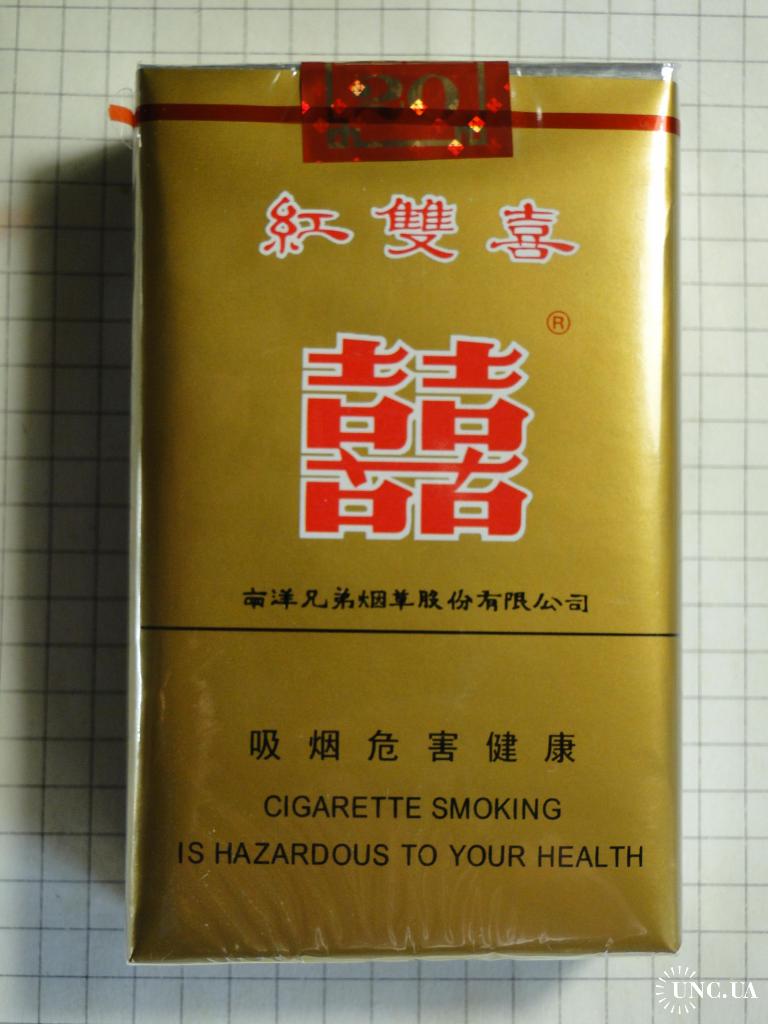 20
紅雙喜
®
囍
南洋兄弟烟草股份有限公司
吸烟危害健康
CIGARETTE SMOKING
IS HAZARDOUS TO YOUR HEALTH
UNC.UA